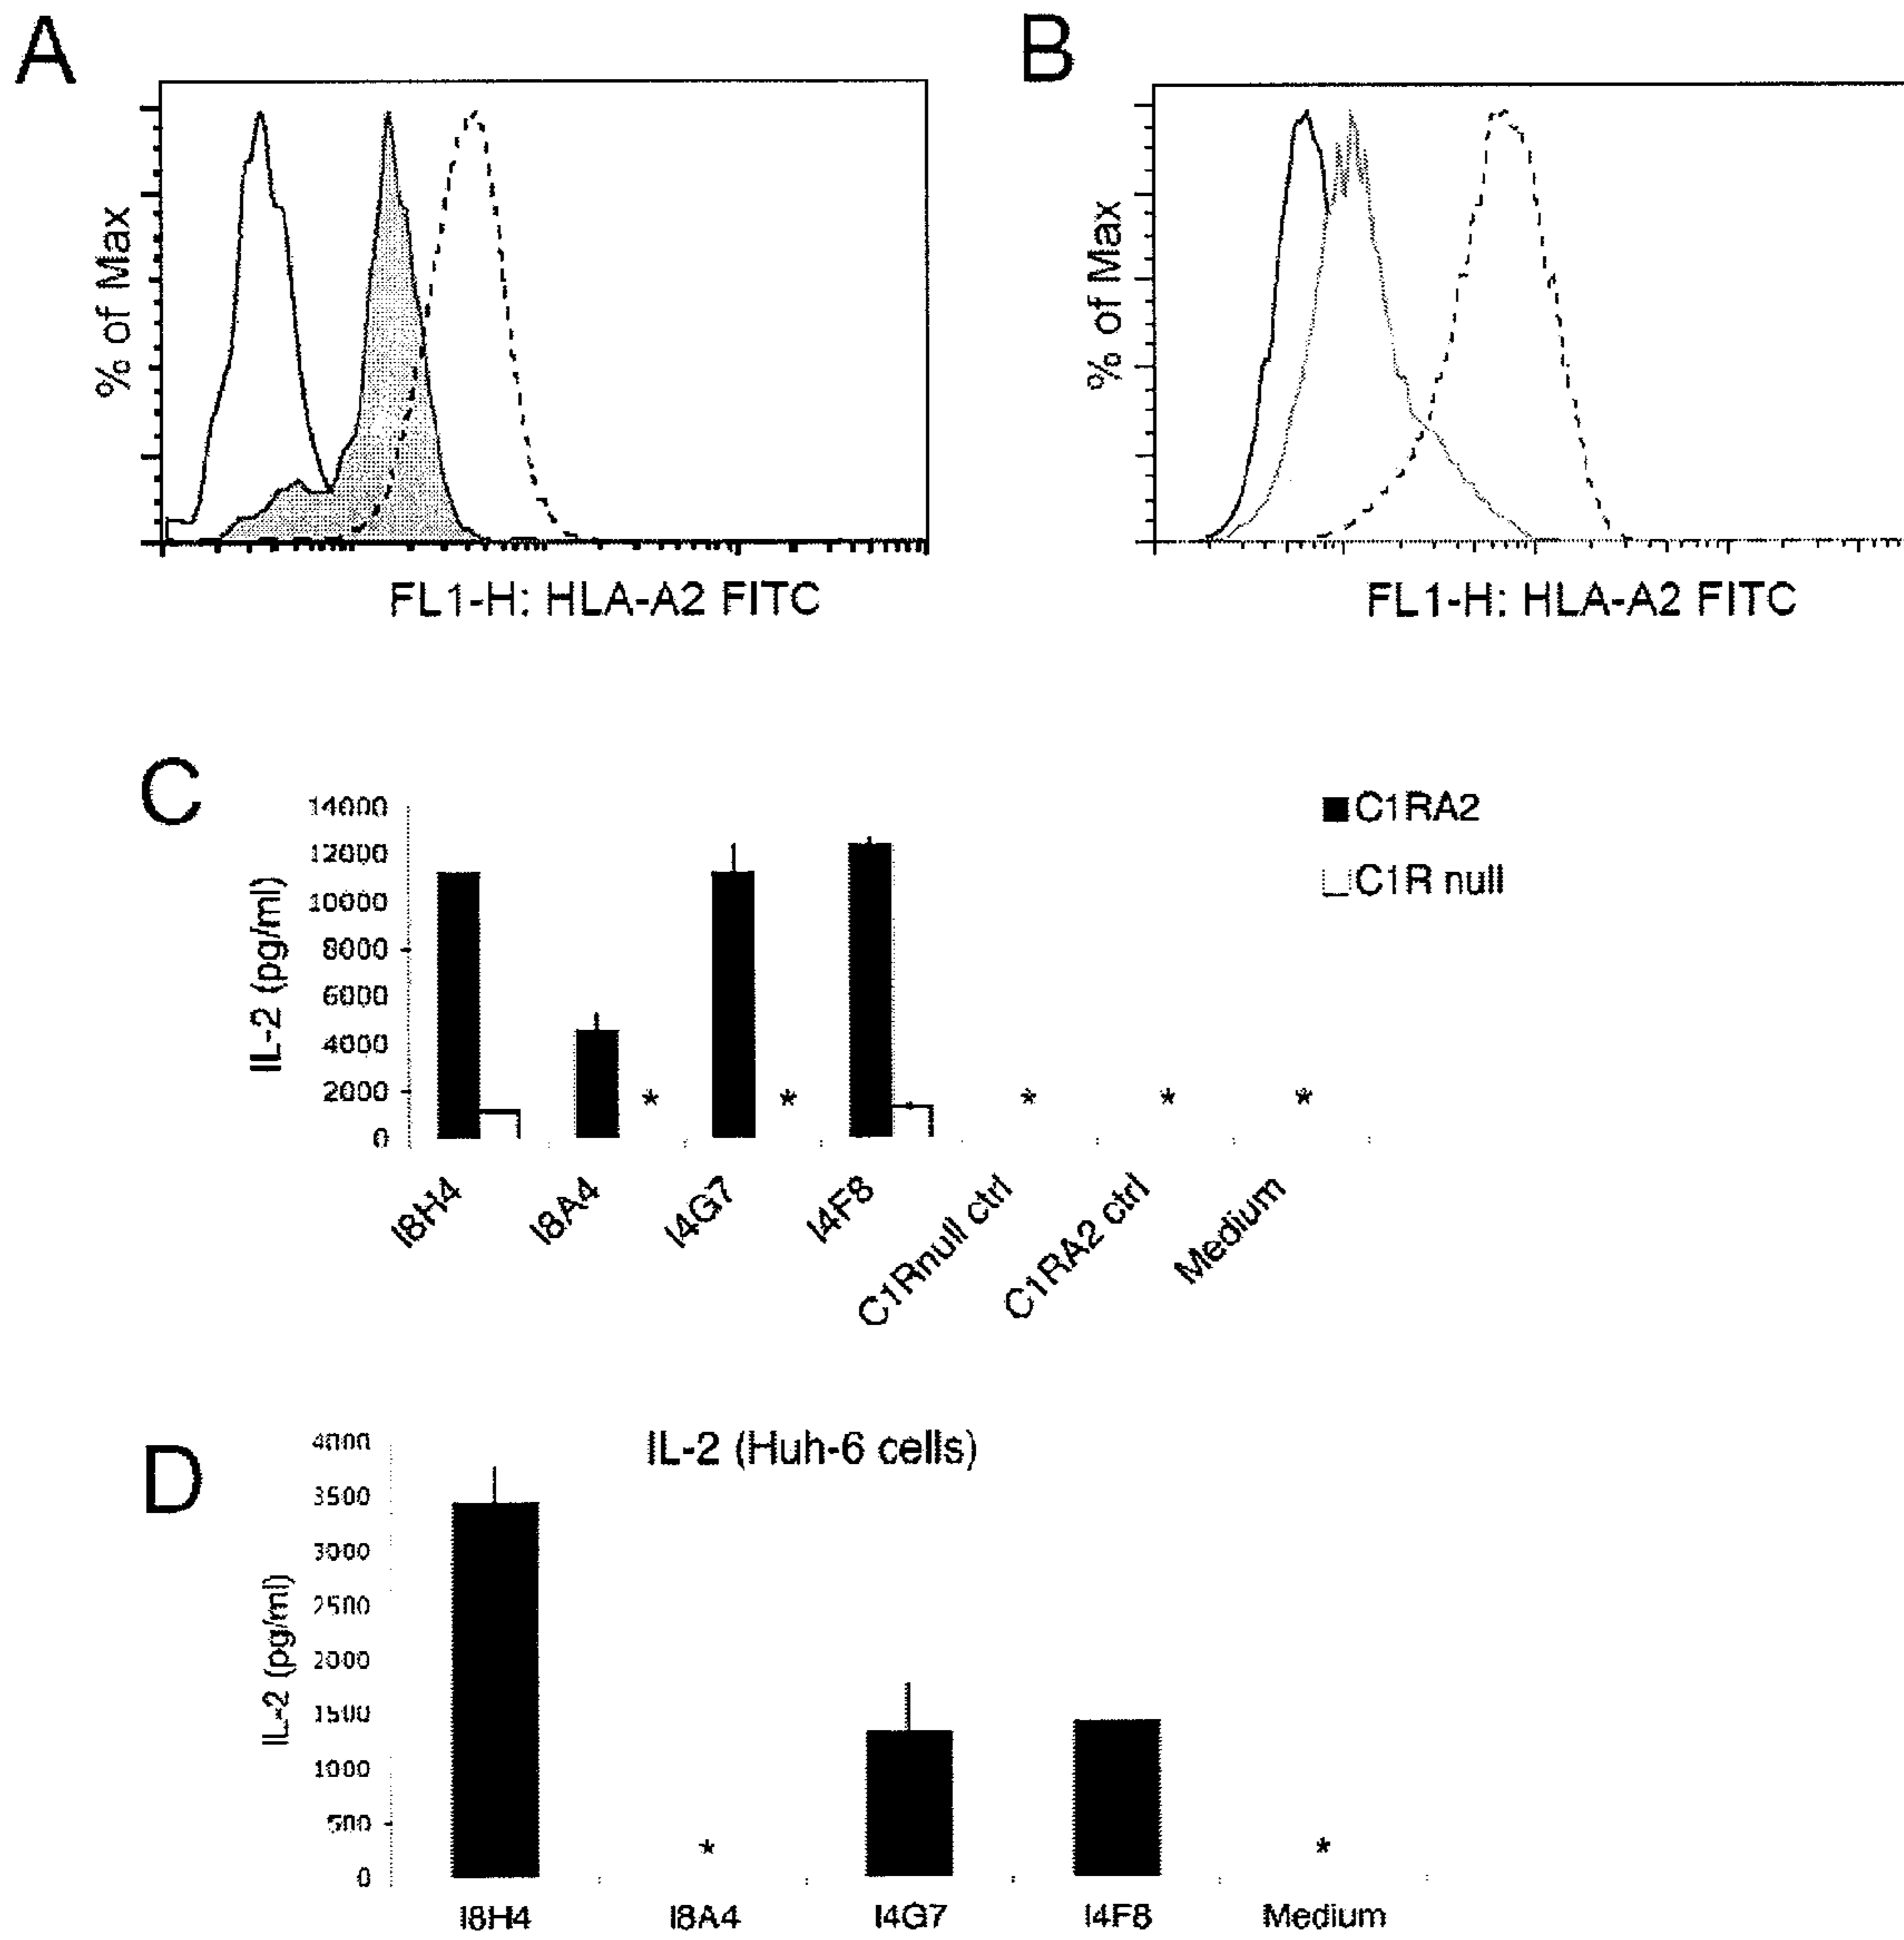 A
B
% of Max
% of Max
FL1-H: HLA-A2 FITC
FL1-H: HLA-A2 FITC
C
14000
12000
10000
8000
6000
4000
2000
0
IL-2 (pg/ml)
C1RA2
C1R null
*
*
*
*
*
I8H4
I8A4
I4G7
I4F8
C1Rnull ctrl
C1RA2 ctrl
Medium
D
IL-2 (Huh-6 cells)
4000
3500
3000
2500
2000
1500
1000
500
0
IL-2 (pg/ml)
*
*
I8H4
I8A4
I4G7
I4F8
Medium